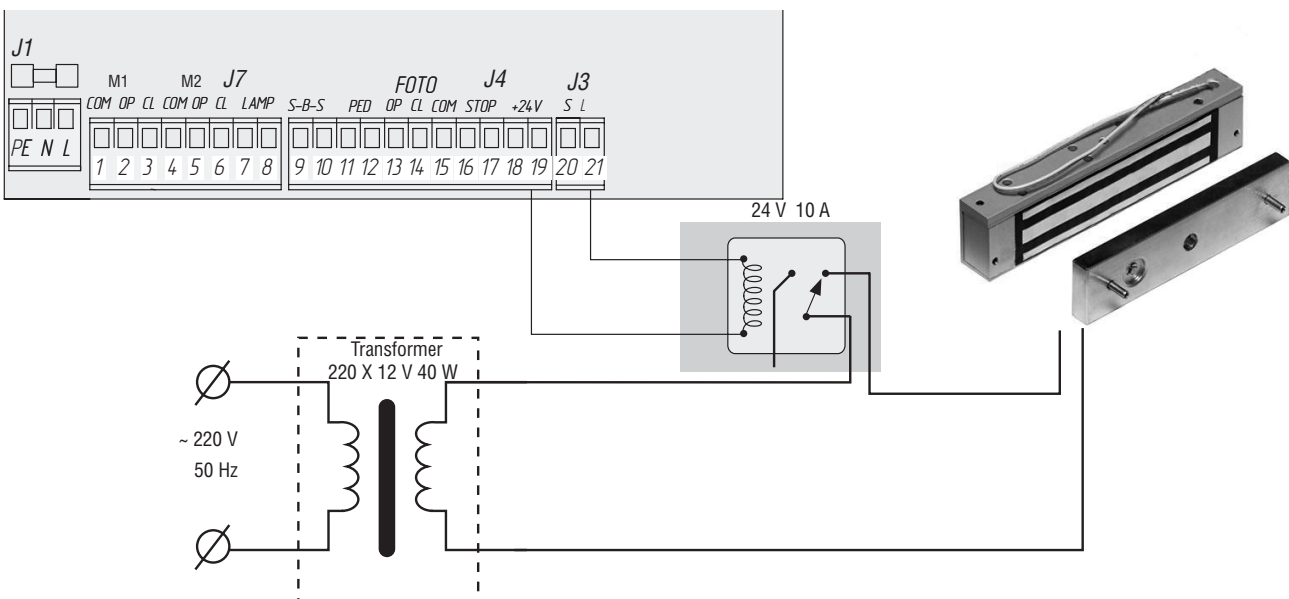 J1
M1 M2 J7 FOTO J4 J3
COM OP CL COM OP CL LAMP S-B-S PED OP CL COM STOP +24V S L
PE N L
1 2 3 4 5 6 7 8 9 10 11 12 13 14 15 16 17 18 19 20 21
24 V 10 A
Transformer
220 X 12 V 40 W
~ 220 V
50 Hz